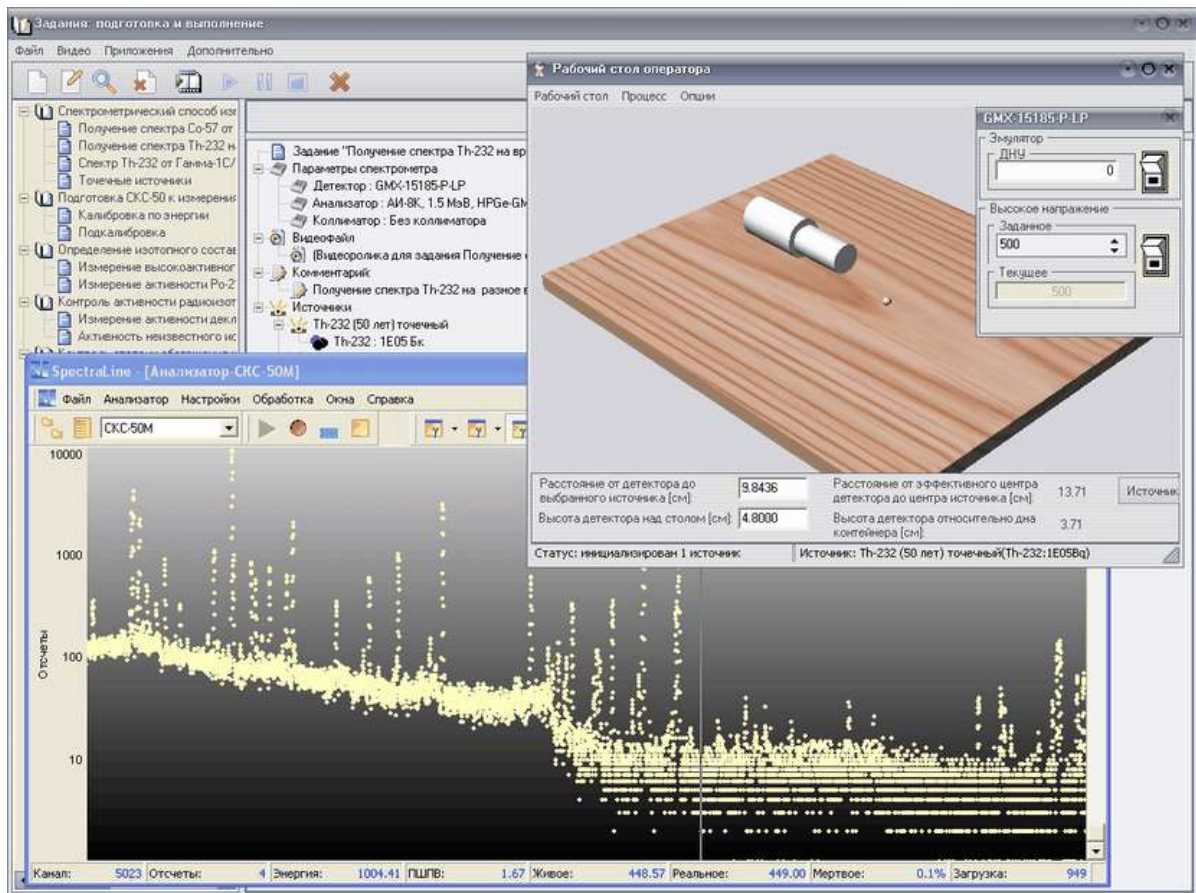 Задания: подготовка и выполнение
Файл Видео Приложения Дополнительно
Спектрометрический способ изм
Получение спектра Co-57 от
Получение спектра Th-232 н
Спектр Th-232 от Гамма-1С/
Точечные источники
Подготовка СКС-50 к измерения
Калибровка по энергии
Подкалибровка
Определение изотопного состав
Измерение высокоактивног
Измерение активности Po-2
Контроль активности радиоизот
Измерение активности декл
Активность неизвестного ис
Задание "Получение спектра Th-232 на вр
Параметры спектрометра
Детектор : GMX-15185-P-LP
Анализатор : АИ-8К, 1.5 МэВ, HPGe-GM
Коллиматор : Без коллиматора
Видеофайл
(Видеоролика для задания Получение
Комментарий:
Получение спектра Th-232 на разное в
Источники
Th-232 (50 лет) точечный
Th-232 : 1E05 Бк
Рабочий стол оператора
Рабочий стол Процесс Опции
GMX-15185-P-LP
Эмулятор
ДНУ
0
Высокое напряжение
Заданное
500
Текущее
500
Расстояние от детектора до выбранного источника [см]:
9.8436
Расстояние от эффективного центра детектора до центра источника [см]:
13.71
Источник
Высота детектора над столом [см]:
4.8000
Высота детектора относительно дна контейнера [см]:
3.71
Статус: инициализирован 1 источник
Источник: Th-232 (50 лет) точечный(Th-232:1E05Bq)
SpectraLine - [Анализатор-СКС-50М]
Файл Анализатор Настройки Обработка Окна Справка
СКС-50М
10000
1000
100
10
Отсчеты
Канал: 5023 Отсчеты: 4 Энергия: 1004.41 ПШПВ: 1.67 Живое: 448.57 Реальное: 449.00 Мертвое: 0.1% Загрузка: 949